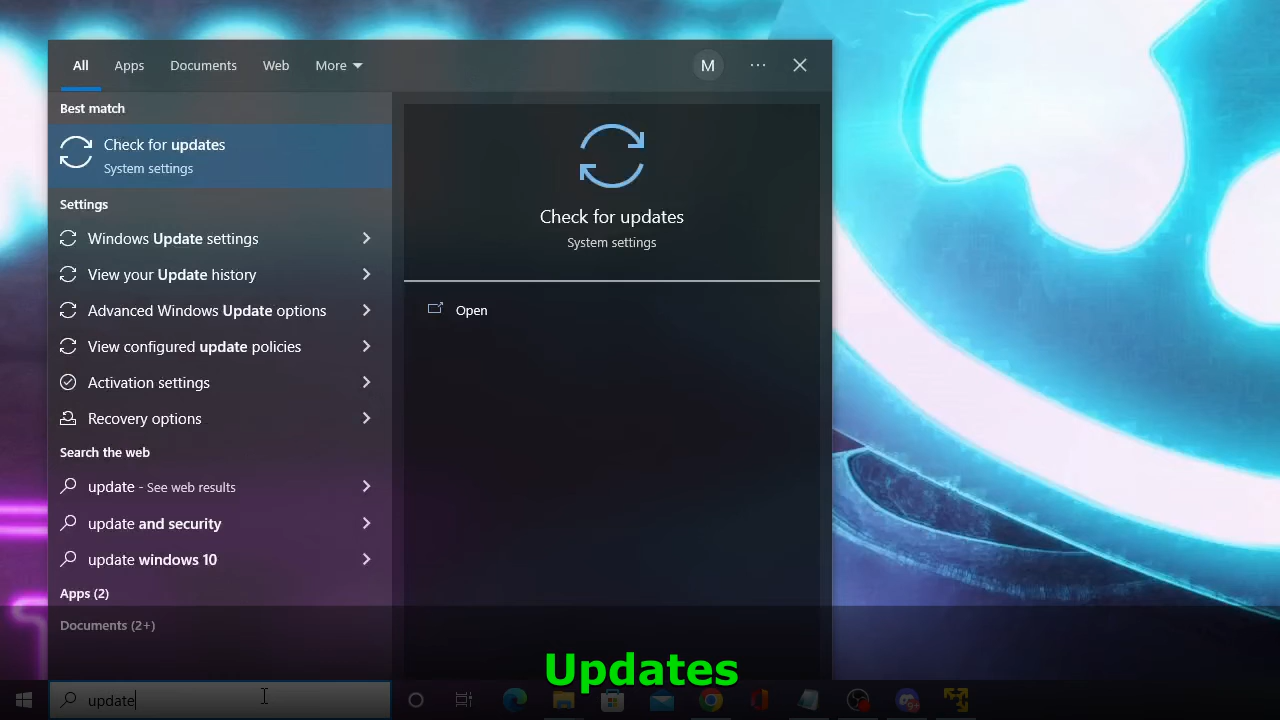 All Apps Documents Web More M ...
Best match
Check for updates
System settings
Settings
Windows Update settings
View your Update history
Advanced Windows Update options
View configured update policies
Activation settings
Recovery options
Search the web
update - See web results
update and security
update windows 10
Apps (2)
Documents (2+)
Check for updates
System settings
Open
Updates
update